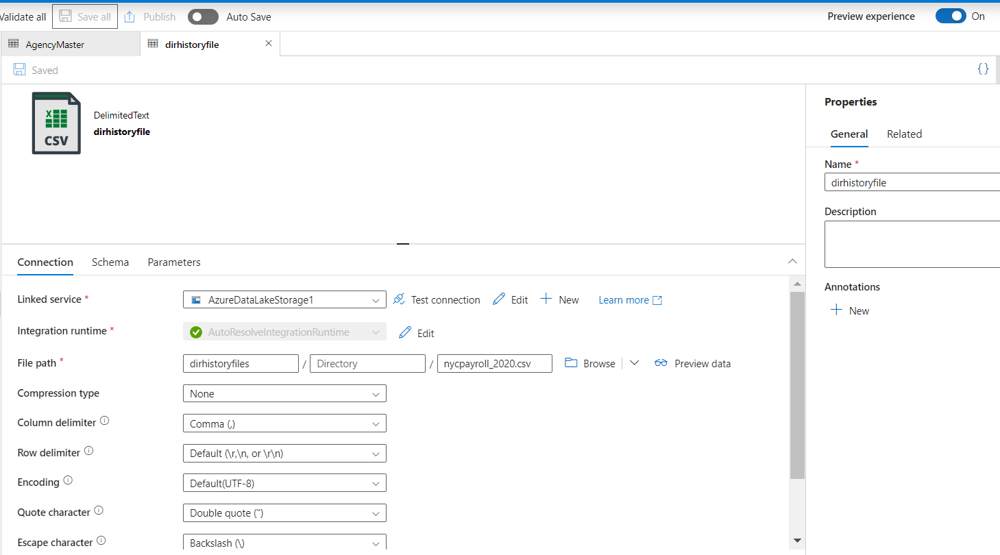 Validate all Save all Publish Auto Save Preview experience On
AgencyMaster dirhistoryfile
Saved {}
X
CSV
DelimitedText
dirhistoryfile
Properties
General Related
Name *
dirhistoryfile
Description
Annotations
New
Connection Schema Parameters
Linked service * AzureDataLakeStorage1 Test connection Edit New Learn more
Integration runtime * AutoResolveIntegrationRuntime Edit
File path * dirhistoryfiles / Directory / nycpayroll_2020.csv Browse Preview data
Compression type None
Column delimiter Comma (,)
Row delimiter Default (\r,\n, or \r\n)
Encoding Default(UTF-8)
Quote character Double quote (")
Escape character Backslash (\)